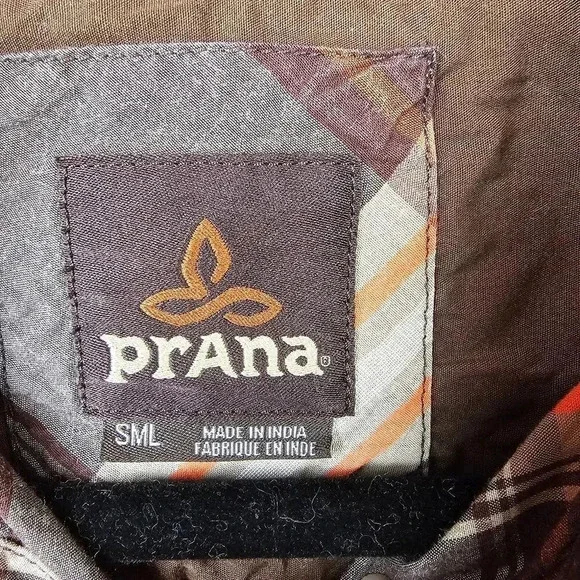 prAna®
SML
MADE IN INDIA
FABRIQUE EN INDE